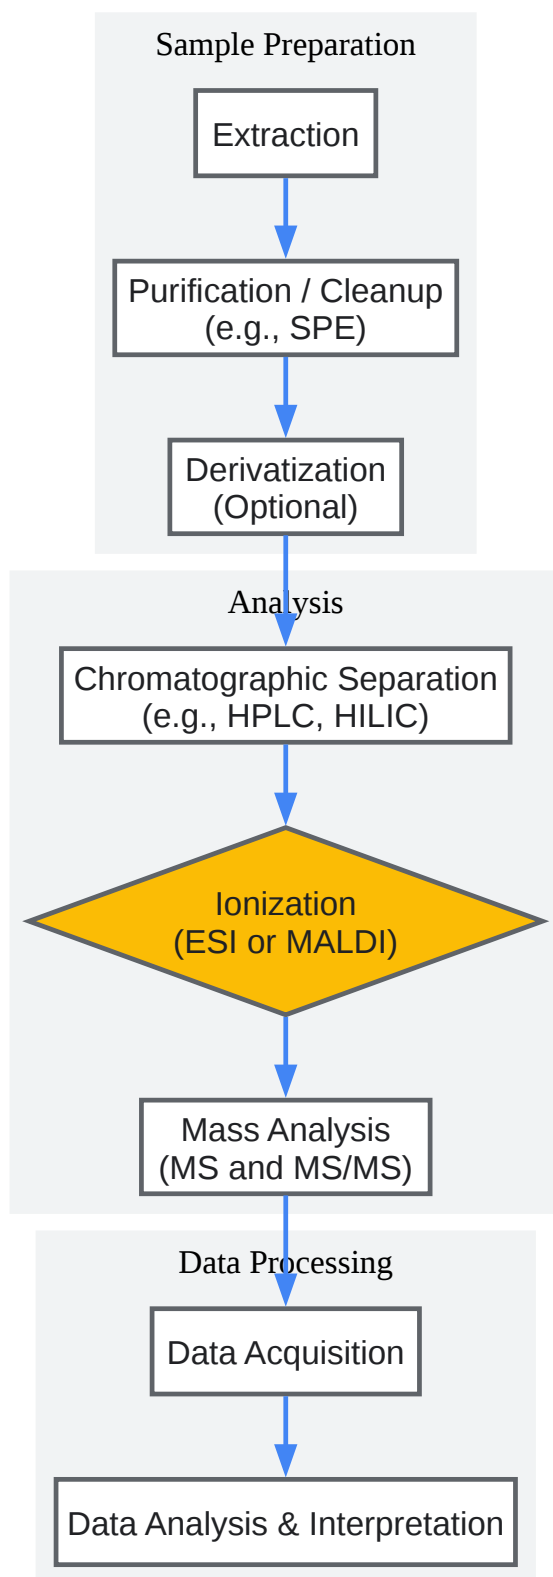 Sample Preparation
Extraction
Purification / Cleanup
(e.g., SPE)
Derivatization
(Optional)
Analysis
Chromatographic Separation
(e.g., HPLC, HILIC)
Ionization
(ESI or MALDI)
Mass Analysis
(MS and MS/MS)
Data Processing
Data Acquisition
Data Analysis & Interpretation